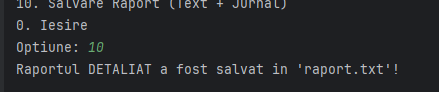 10. Salvare Raport (Text + Jurnal)
0. Iesire
Optiune: 10
Raportul DETALIAT a fost salvat in 'raport.txt'!